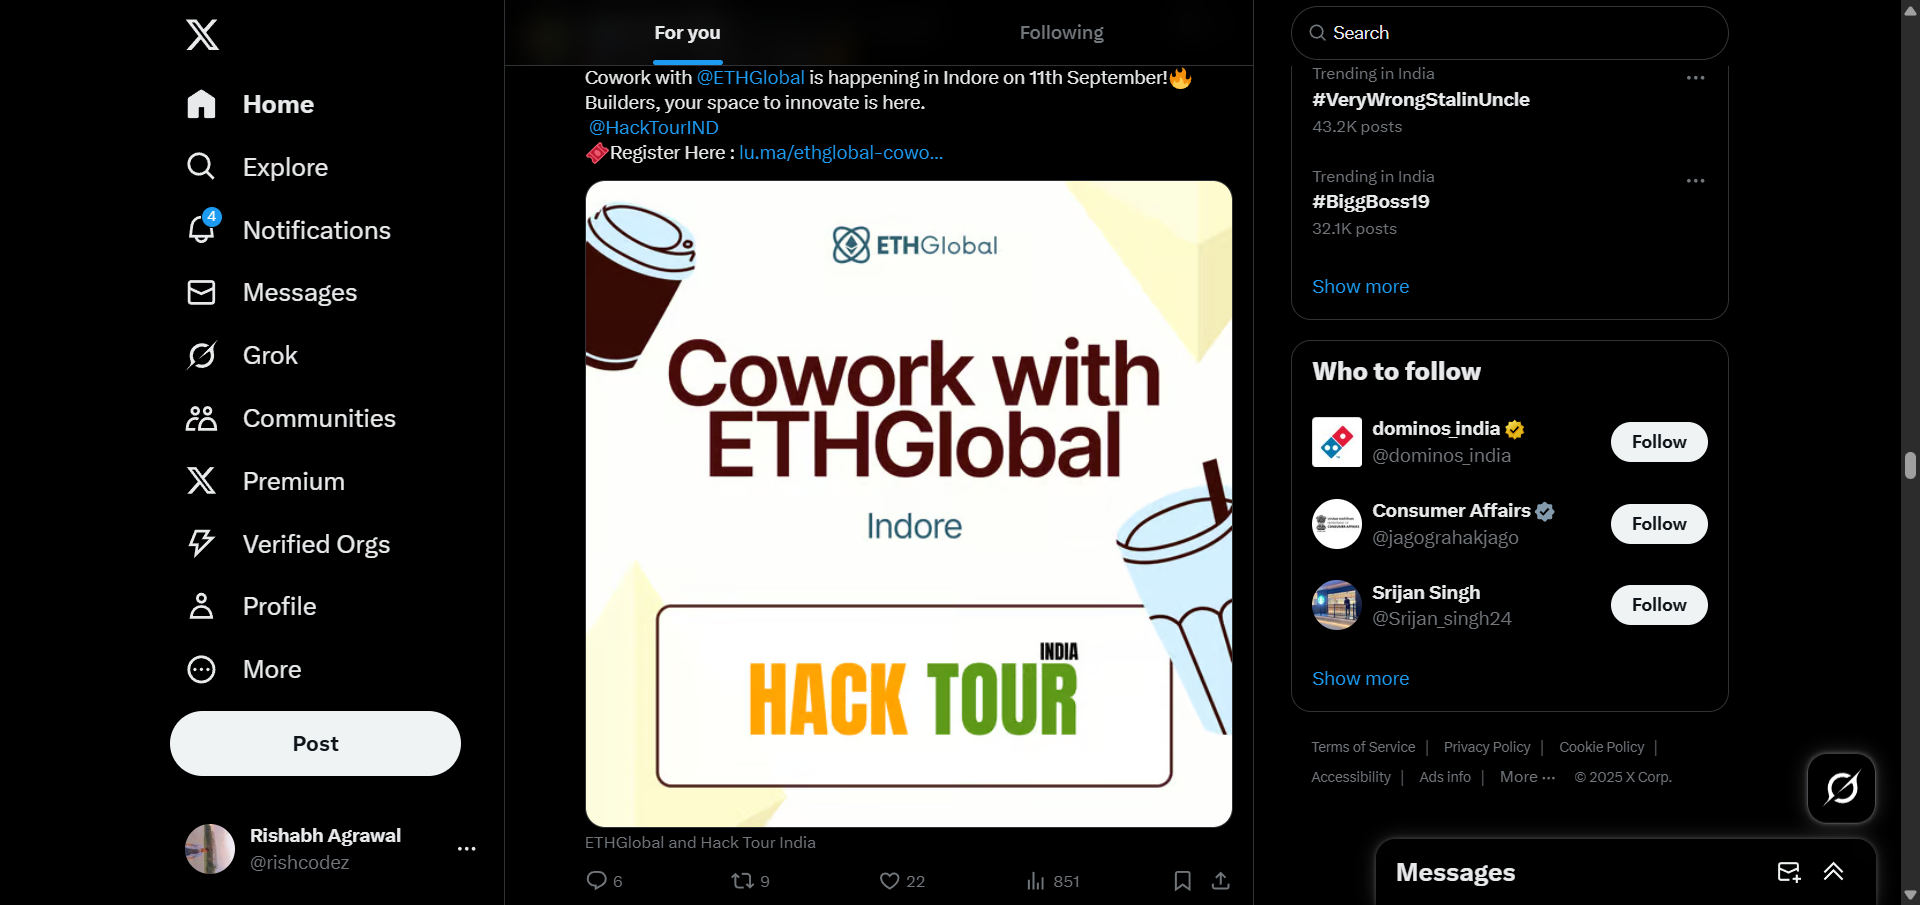 Home
Explore
4
Notifications
Messages
Grok
Communities
Premium
Verified Orgs
Profile
More
Post
Rishabh Agrawal
@rishcodez
For you
Following
Cowork with @ETHGlobal is happening in Indore on 11th September!🔥
Builders, your space to innovate is here.
@HackTourIND
🎟️Register Here : lu.ma/ethglobal-cowo...
ETHGlobal
Cowork with
ETHGlobal
Indore
INDIA
HACK TOUR
ETHGlobal and Hack Tour India
6
9
22
851
Search
Trending in India
#VeryWrongStalinUncle
43.2K posts
Trending in India
#BiggBoss19
32.1K posts
Show more
Who to follow
dominos_india
@dominos_india
Follow
Consumer Affairs
@jagograhakjago
Follow
Srijan Singh
@Srijan_singh24
Follow
Show more
Terms of Service | Privacy Policy | Cookie Policy |
Accessibility | Ads info | More ··· © 2025 X Corp.
Messages